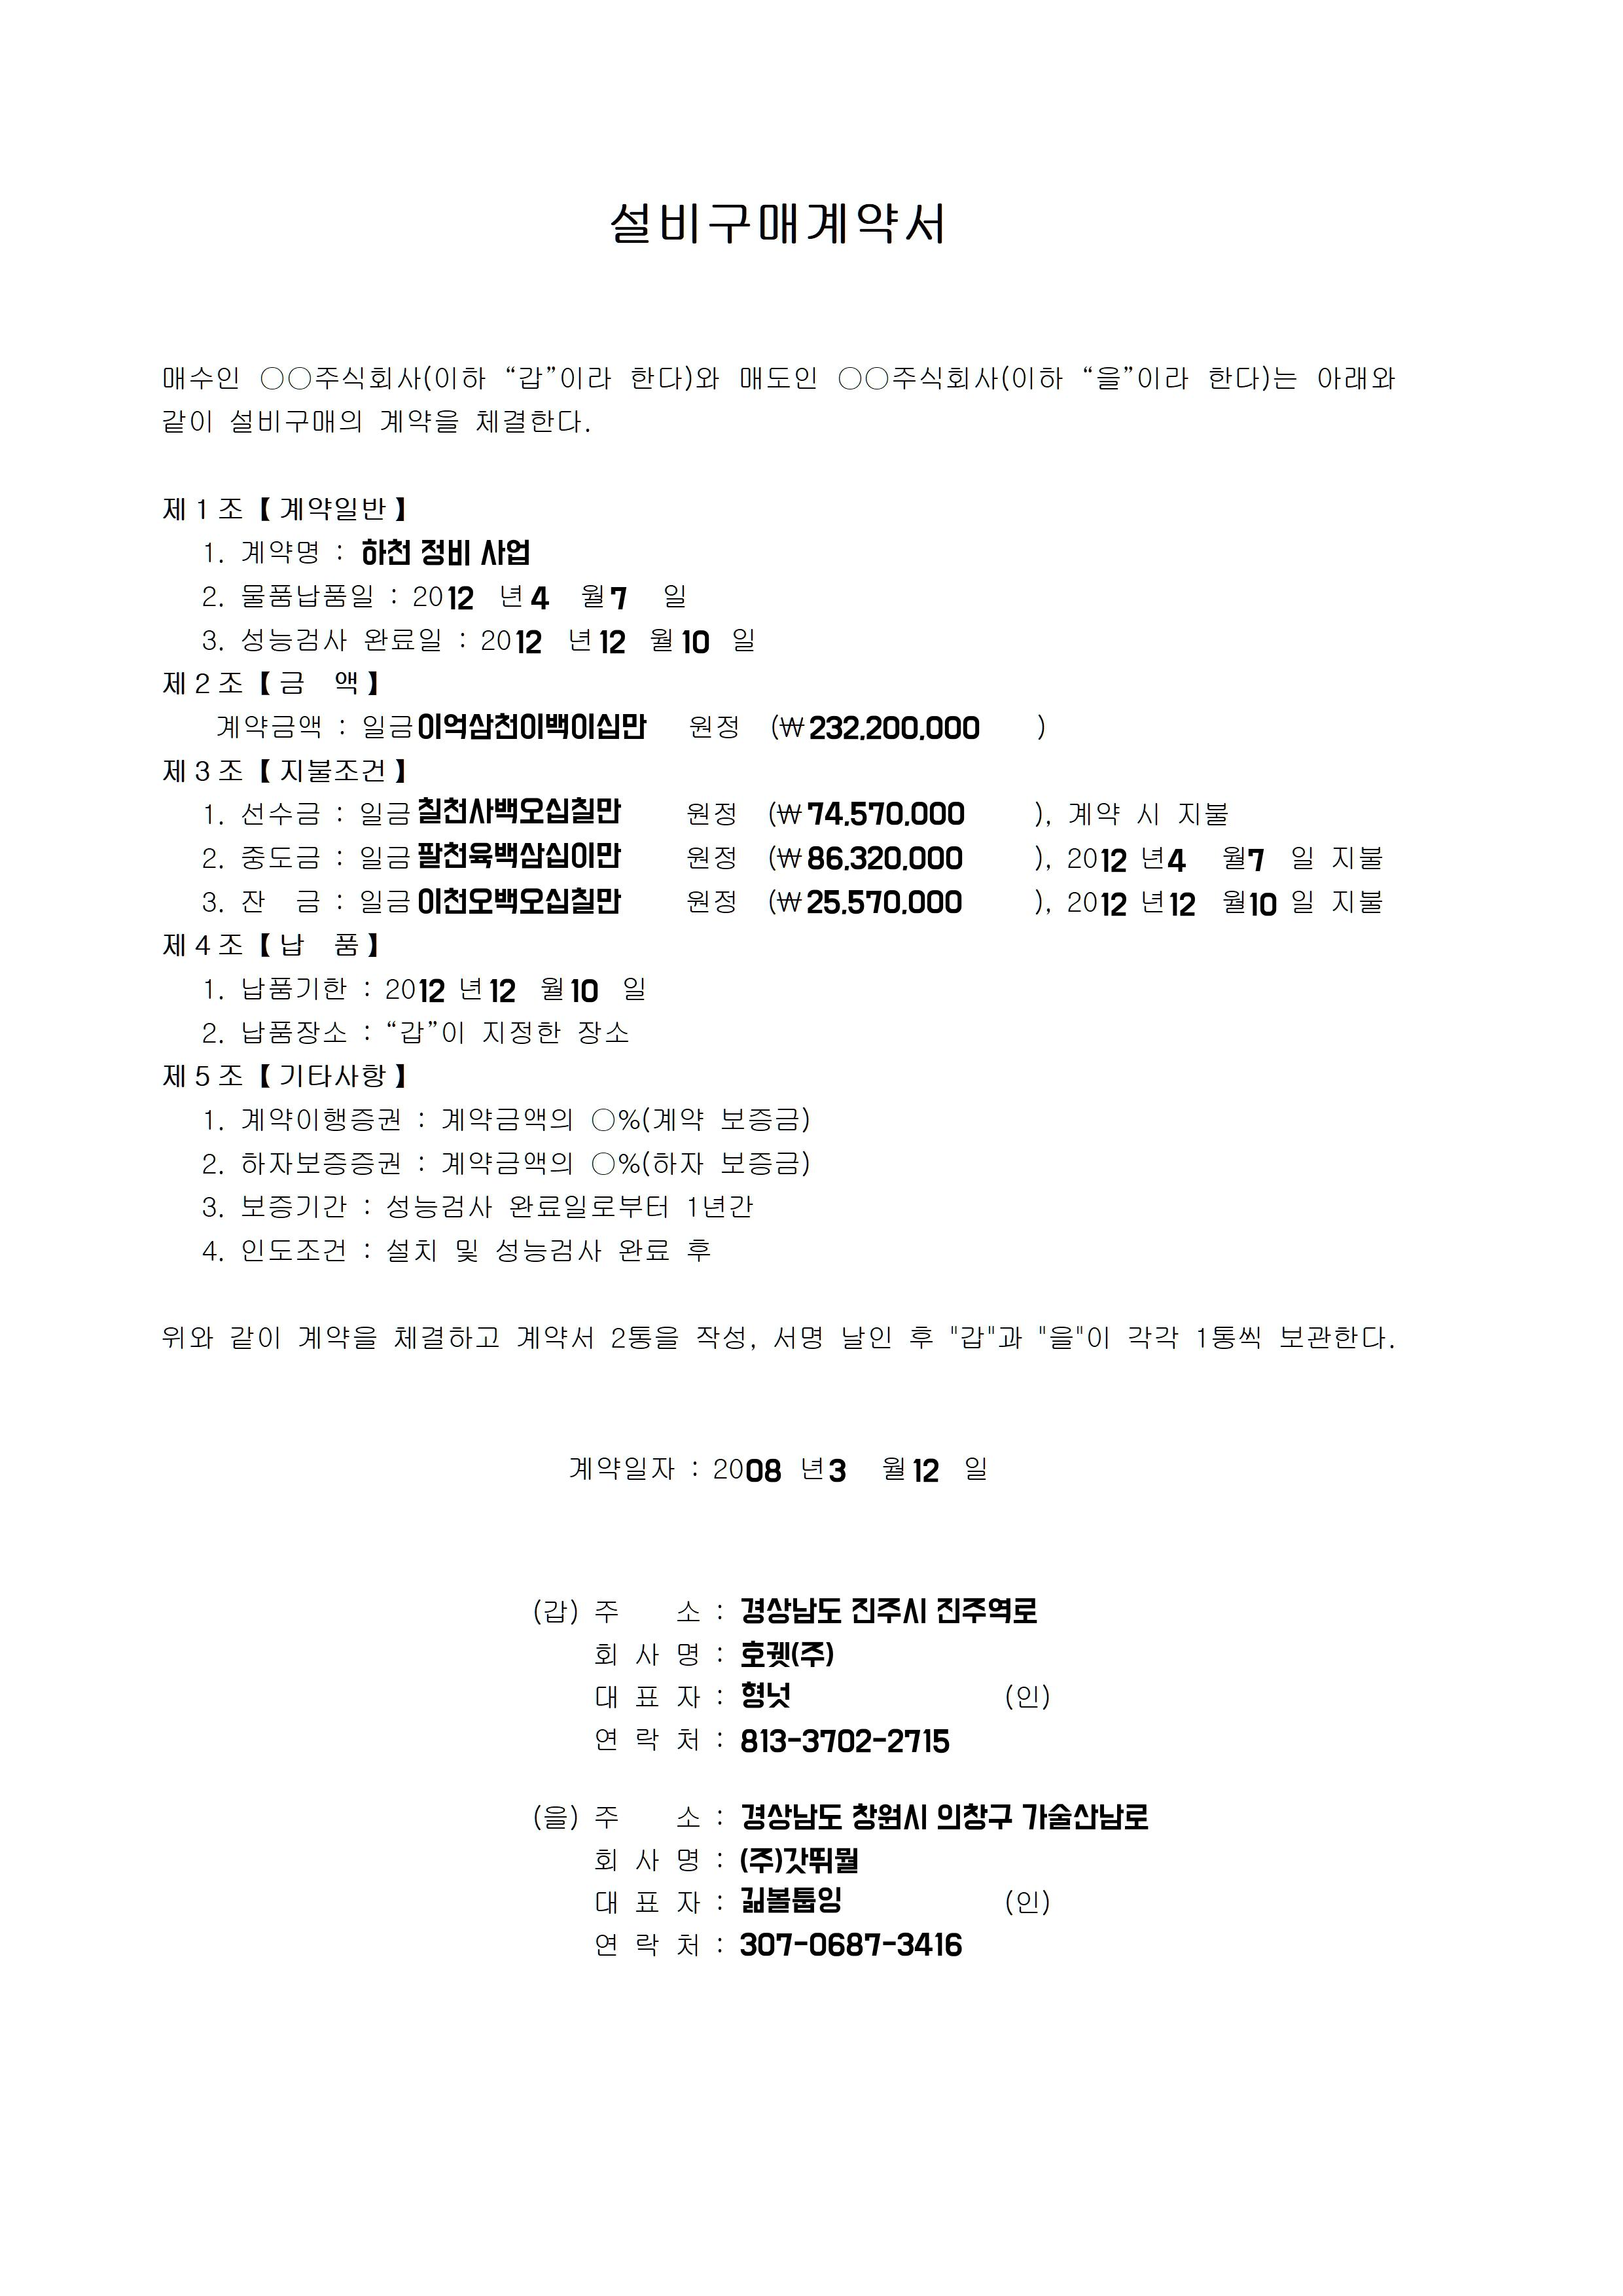 설비구매계약서
매수인 ○○주식회사(이하 “갑”이라 한다)와 매도인 ○○주식회사(이하 “을”이라 한다)는 아래와
같이 설비구매의 계약을 체결한다.
제1조【계약일반】
1. 계약명 : 하천 정비 사업
2. 물품납품일 : 2012 년 4 월 7 일
3. 성능검사 완료일 : 2012 년 12 월 10 일
제2조【금 액】
계약금액 : 일금 이억삼천이백이십만 원정 (₩232,200,000 )
제3조【지불조건】
1. 선수금 : 일금 칠천사백오십칠만 원정 (₩74,570,000 ), 계약 시 지불
2. 중도금 : 일금 팔천육백삼십이만 원정 (₩86,320,000 ), 2012 년 4 월 7 일 지불
3. 잔 금 : 일금 이천오백오십칠만 원정 (₩25,570,000 ), 2012 년 12 월 10 일 지불
제4조【납 품】
1. 납품기한 : 2012 년 12 월 10 일
2. 납품장소 : “갑”이 지정한 장소
제5조【기타사항】
1. 계약이행증권 : 계약금액의 ○%(계약 보증금)
2. 하자보증증권 : 계약금액의 ○%(하자 보증금)
3. 보증기간 : 성능검사 완료일로부터 1년간
4. 인도조건 : 설치 및 성능검사 완료 후
위와 같이 계약을 체결하고 계약서 2통을 작성, 서명 날인 후 "갑"과 "을"이 각각 1통씩 보관한다.
계약일자 : 2008 년 3 월 12 일
(갑) 주 소 : 경상남도 진주시 진주역로
회 사 명 : 호켓(주)
대 표 자 : 형넛 (인)
연 락 처 : 813-3702-2715
(을) 주 소 : 경상남도 창원시 의창구 가술산남로
회 사 명 : (주)갓뛰뭘
대 표 자 : 긺볼툽잉 (인)
연 락 처 : 307-0687-3416